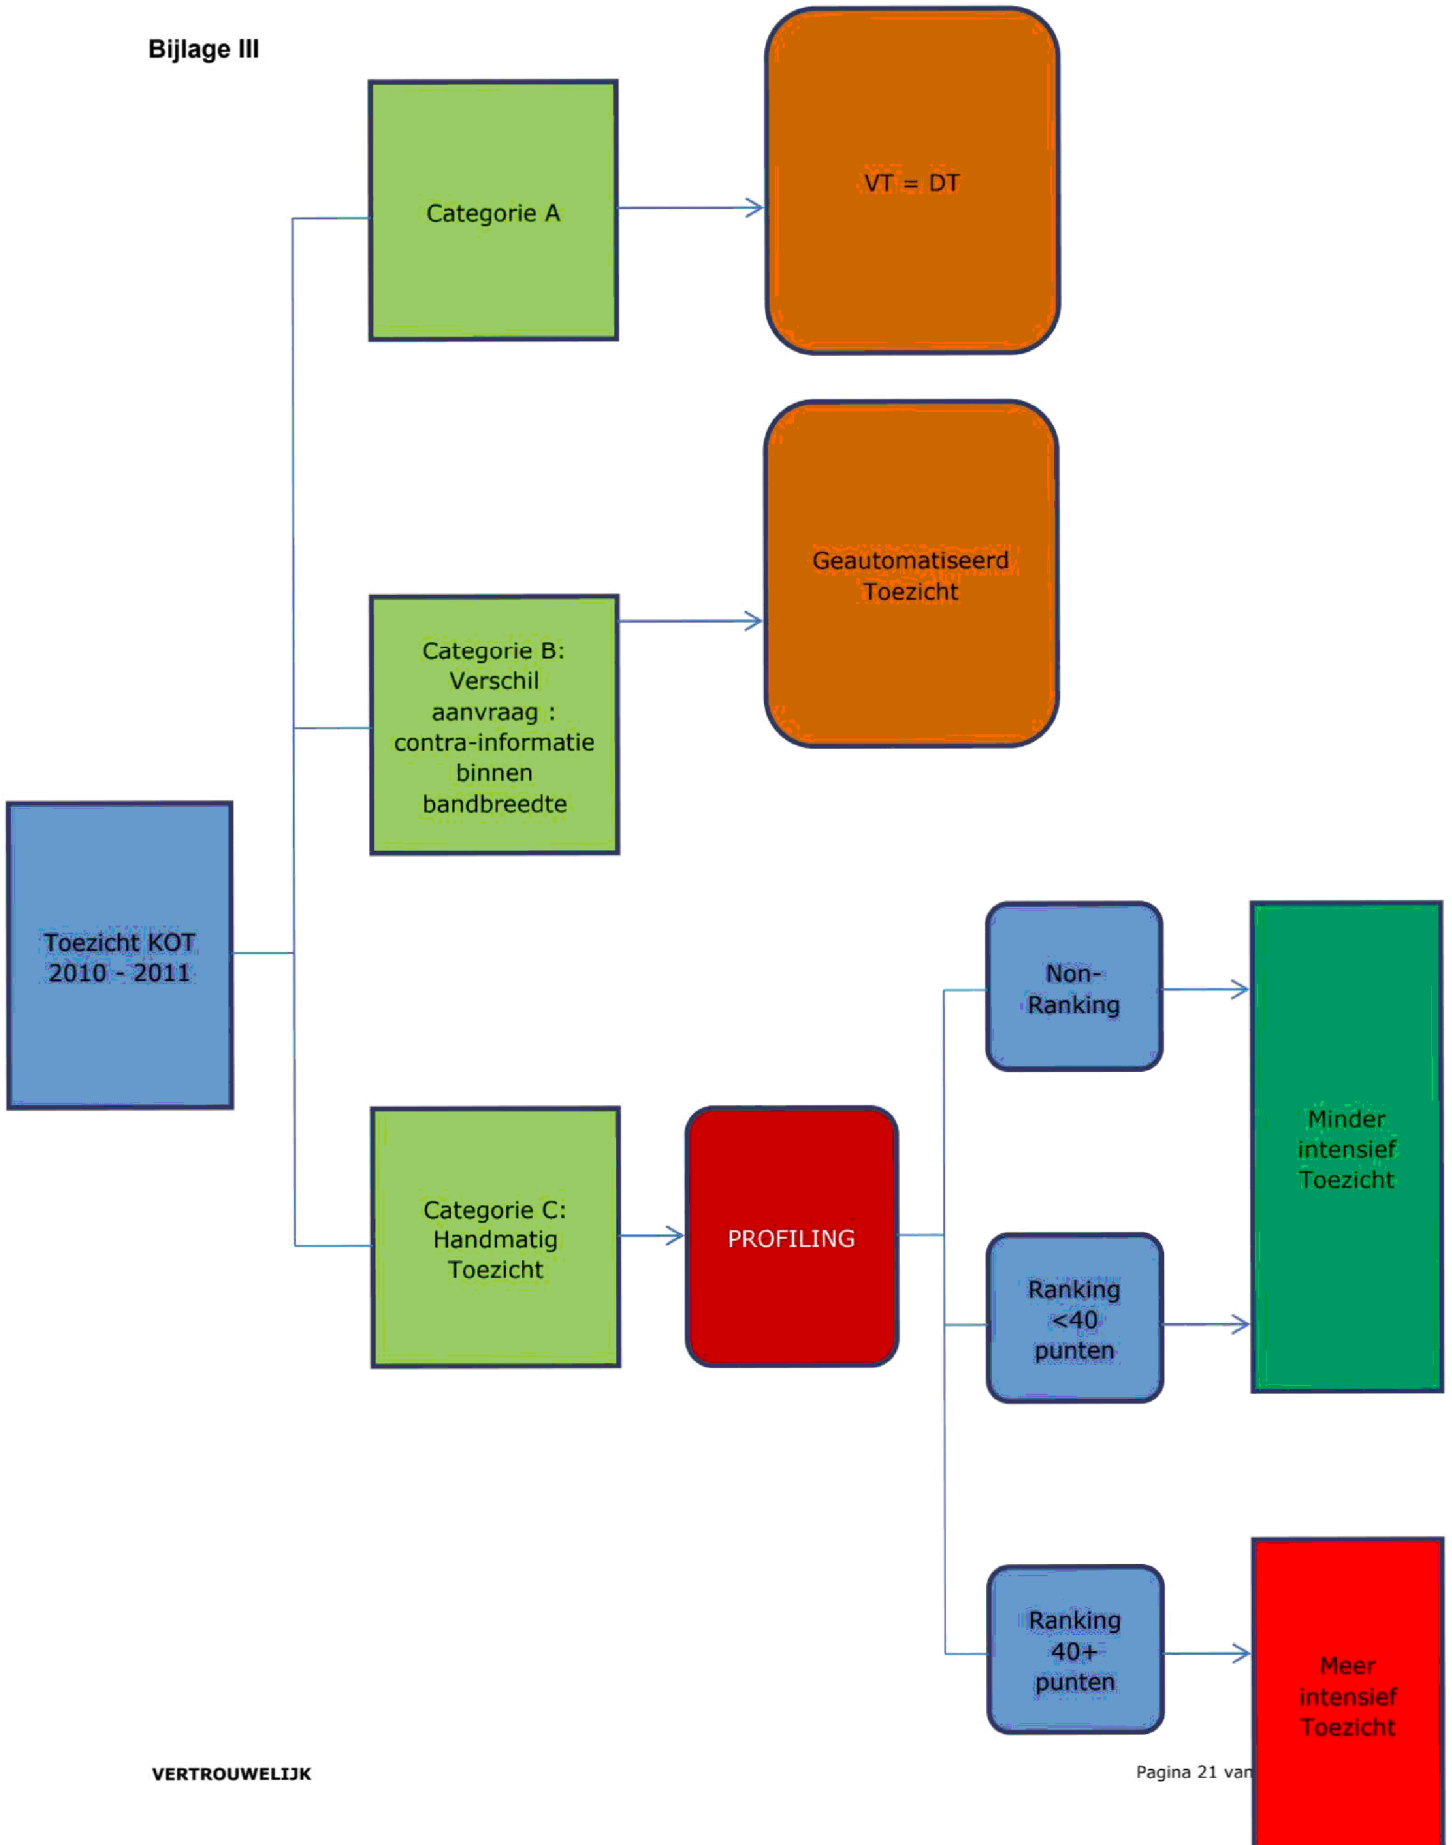 Bijlage III
Categorie A
VT = DT
Geautomatiseerd
Toezicht
Categorie B:
Verschil
aanvraag :
contra-informatie
binnen
bandbreedte
Toezicht KOT
2010 - 2011
Categorie C:
Handmatig
Toezicht
PROFILING
Non-
Ranking
Ranking
<40
punten
Ranking
40+
punten
Minder
intensief
Toezicht
Meer
intensief
Toezicht
VERTROUWELIJK
Pagina 21 van